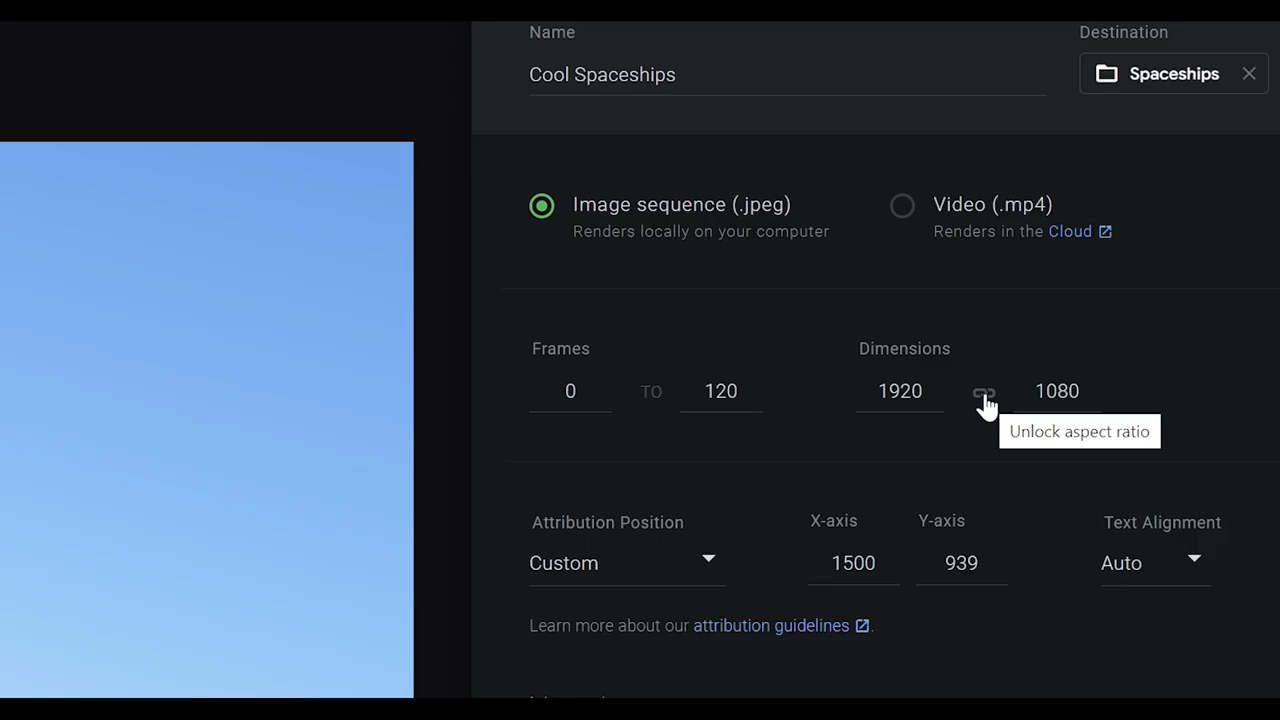 Name
Destination
Cool Spaceships
Spaceships
Image sequence (.jpeg)
Video (.mp4)
Renders locally on your computer
Renders in the Cloud
Frames
Dimensions
0 TO 120
1920
1080
Unlock aspect ratio
Attribution Position
X-axis
Y-axis
Text Alignment
Custom
1500
939
Auto
Learn more about our attribution guidelines .